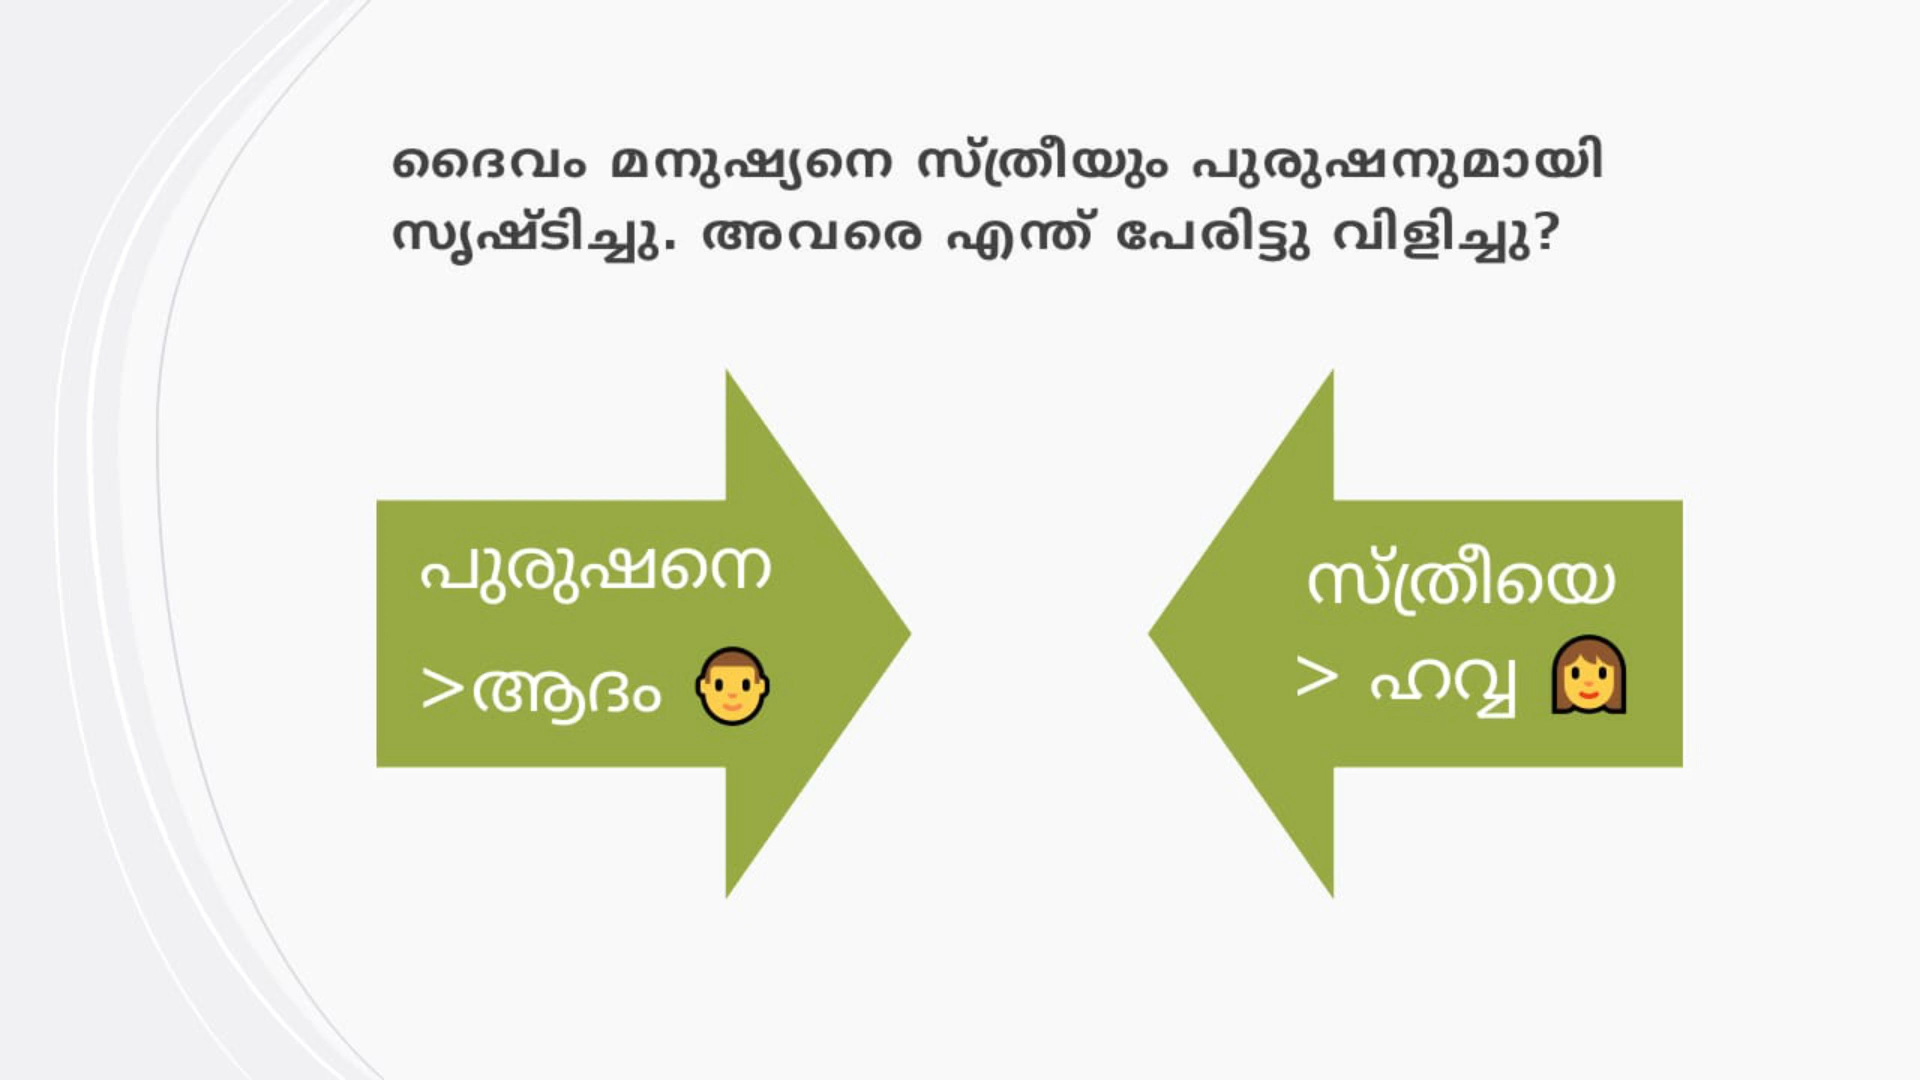 ദൈവം മനുഷ്യനെ സ്ത്രീയും പുരുഷനുമായി
സൃഷ്ടിച്ചു. അവരെ എന്ത് പേരിട്ടു വിളിച്ചു?
പുരുഷനെ
>ആദം 👨
സ്ത്രീയെ
> ഹവ്വ 👩